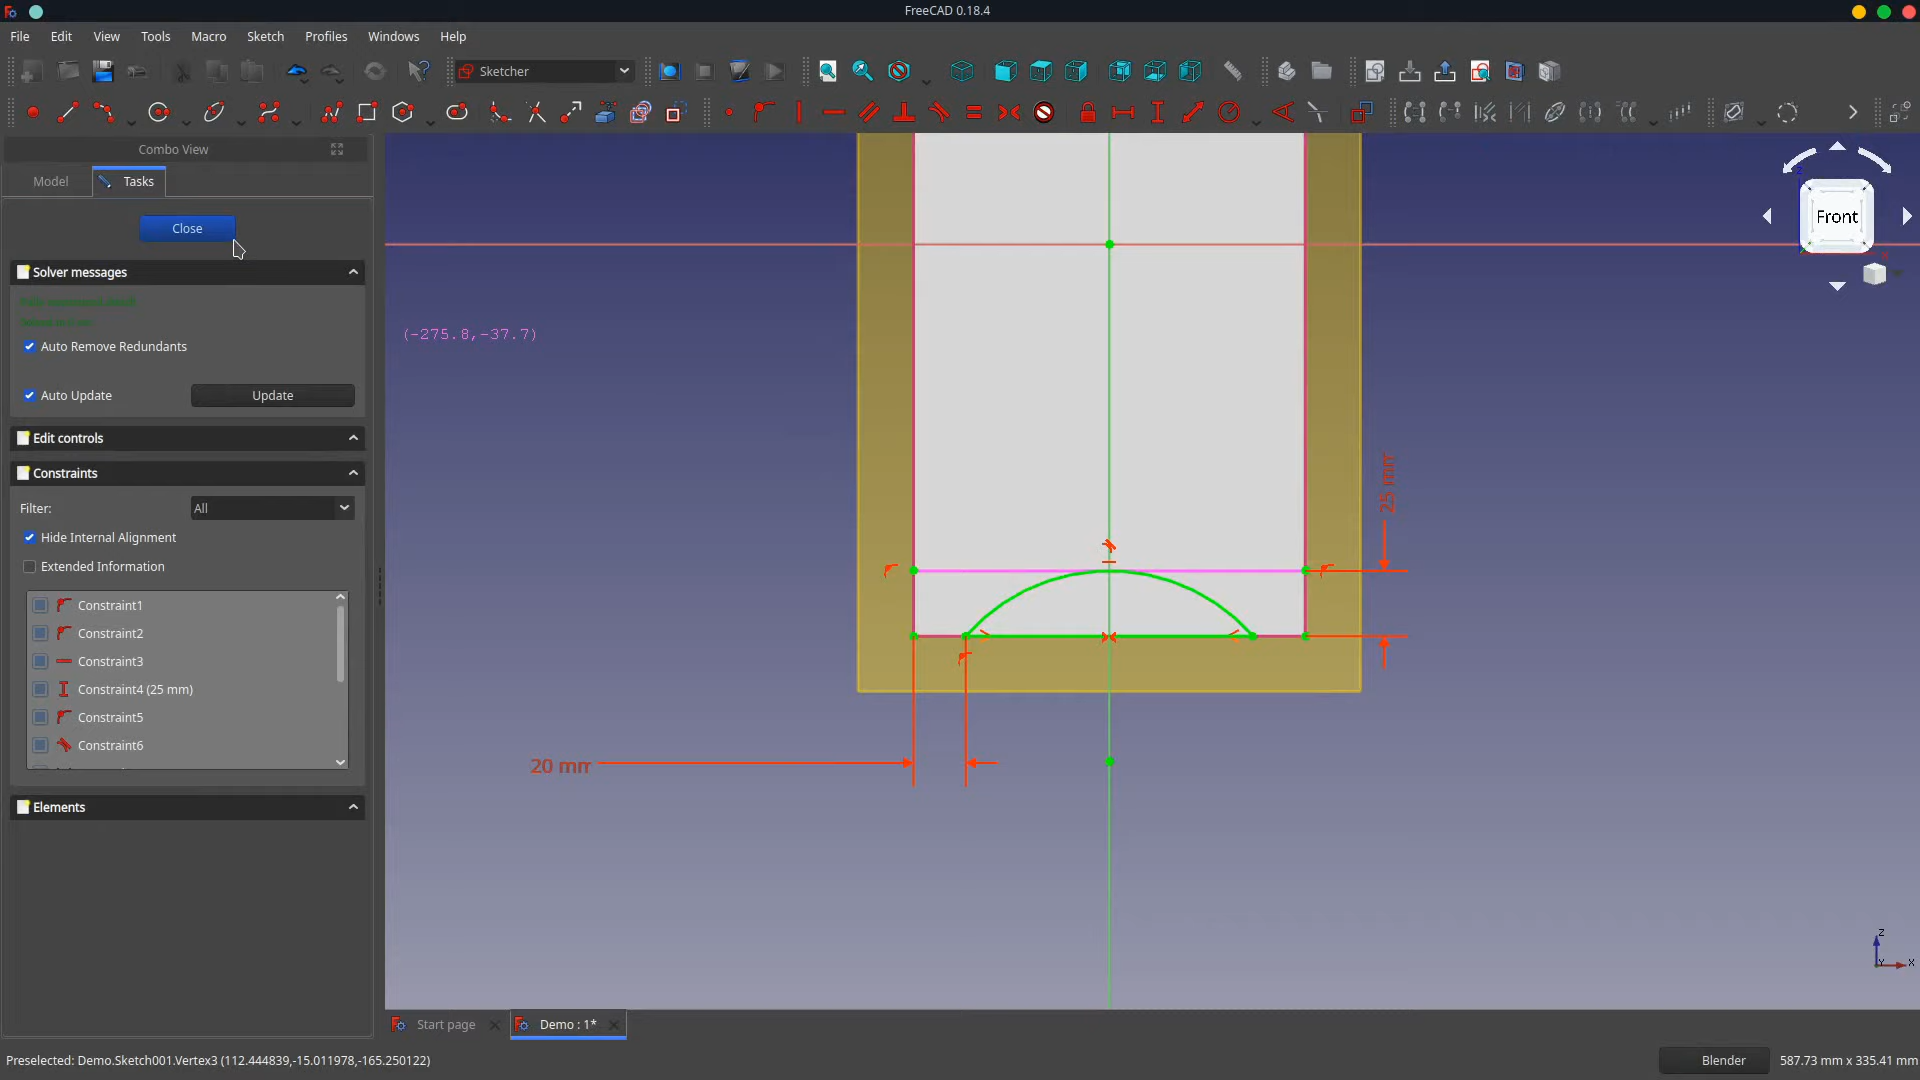 FreeCAD 0.18.4
File Edit View Tools Macro Sketch Profiles Windows Help
Sketcher
Combo View
Model Tasks
Close
Solver messages
Auto Remove Redundants
Auto Update Update
Edit controls
Constraints
Filter: All
Hide Internal Alignment
Extended Information
Constraint1
Constraint2
Constraint3
Constraint4 (25 mm)
Constraint5
Constraint6
Elements
(-275.8,-37.7)
Front
25 mm
20 mm
Z
X
Y
Start page Demo : 1*
Preselected: Demo.Sketch001.Vertex3 (112.444839,-15.011978,-165.250122)
Blender 587.73 mm x 335.41 mm